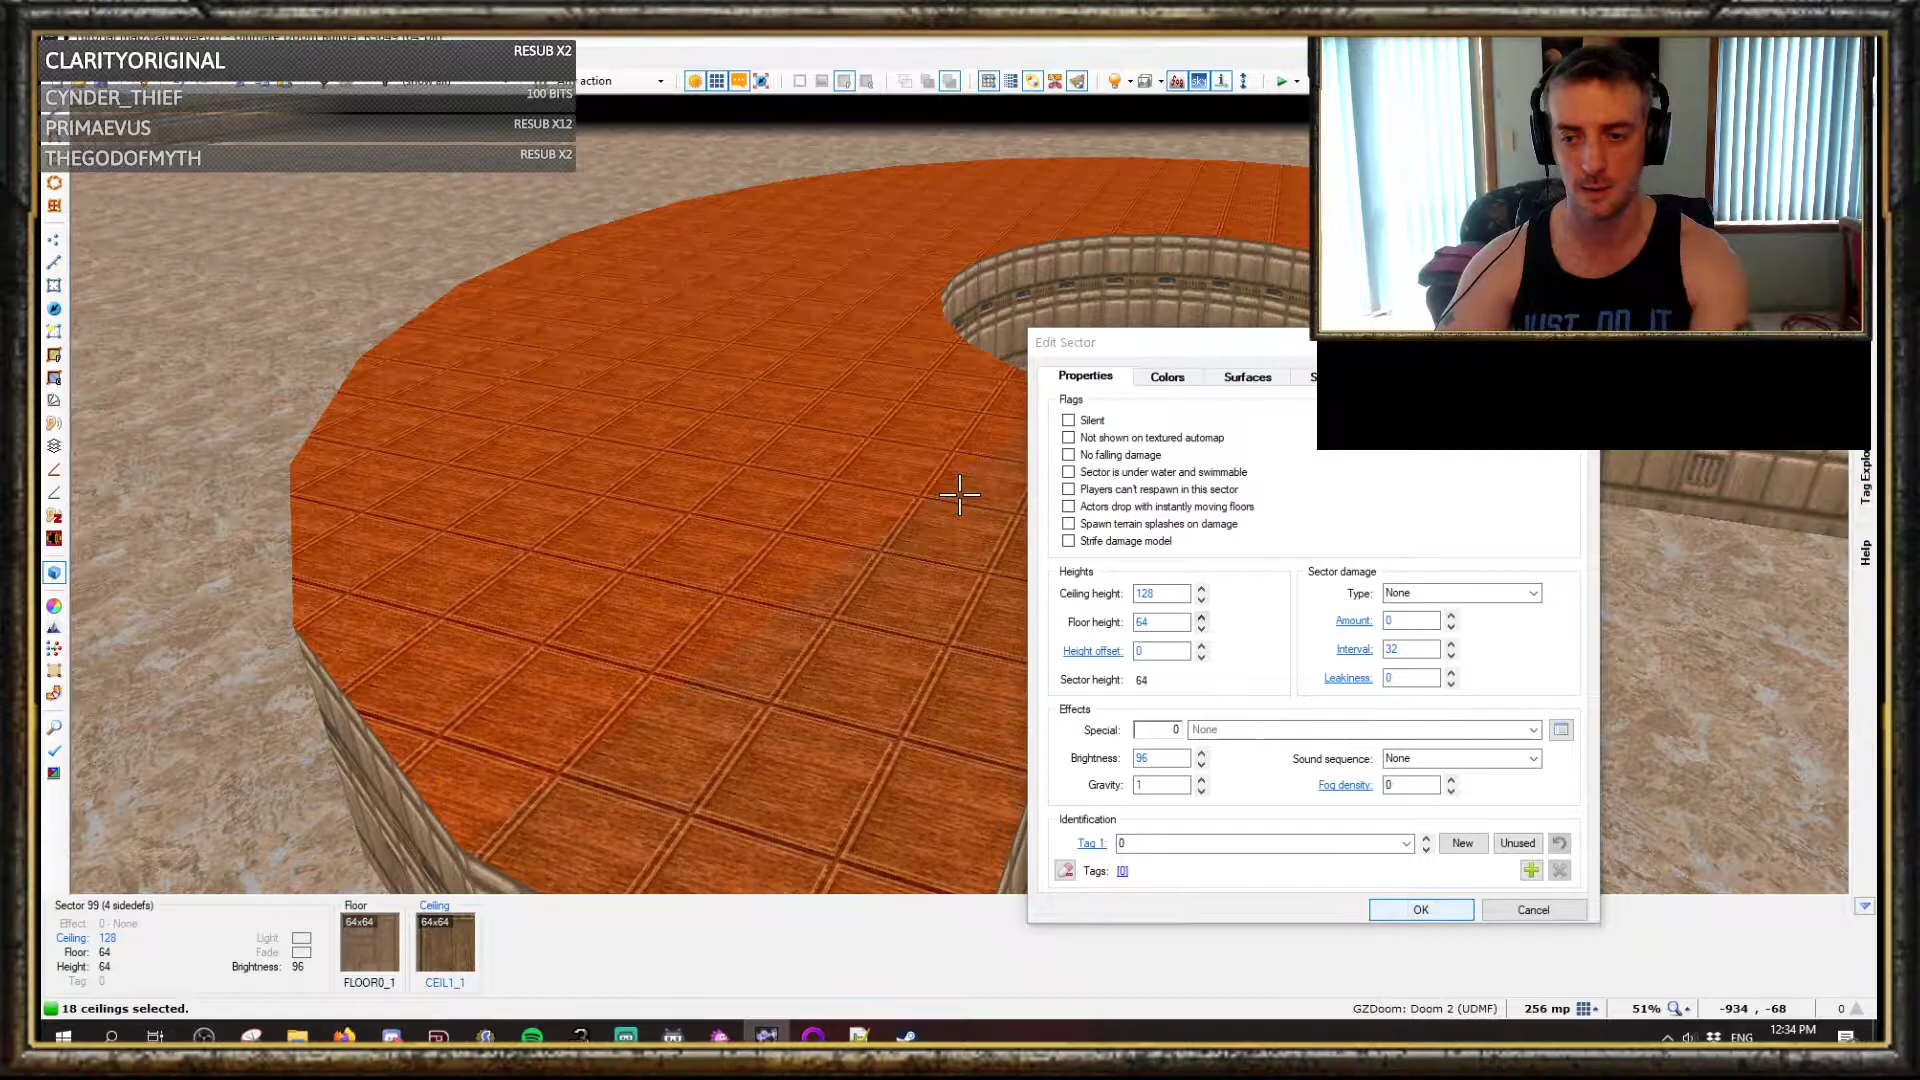 CLARITYORIGINAL RESUB X2
CYNDER_THIEF 100 BITS
PRIMAEVUS RESUB X12
THEGODOFMYTH RESUB X2
action
JUST DO IT
Edit Sector
Properties Colors Surfaces S
Flags
Silent
Not shown on textured automap
No falling damage
Sector is under water and swimmable
Players can't respawn in this sector
Actors drop with instantly moving floors
Spawn terrain splashes on damage
Strife damage model
Heights
Ceiling height: 128
Floor height: 64
Height offset: 0
Sector height: 64
Sector damage
Type: None
Amount: 0
Interval: 32
Leakiness: 0
Effects
Special: 0 None
Brightness: 96
Sound sequence: None
Gravity: 1
Fog density: 0
Identification
Tag 1: 0 New Unused
Tags: [0]
OK Cancel
Tag Explo
Help
Sector 99 (4 sidedefs)
Effect: 0 - None
Ceiling: 128
Floor: 64
Height: 64
Tag: 0
Light
Fade
Brightness: 96
Floor
64x64
FLOOR0_1
Ceiling
64x64
CEIL1_1
18 ceilings selected.
GZDoom: Doom 2 (UDMF) 256 mp 51% -934 , -68 0
ENG 12:34 PM